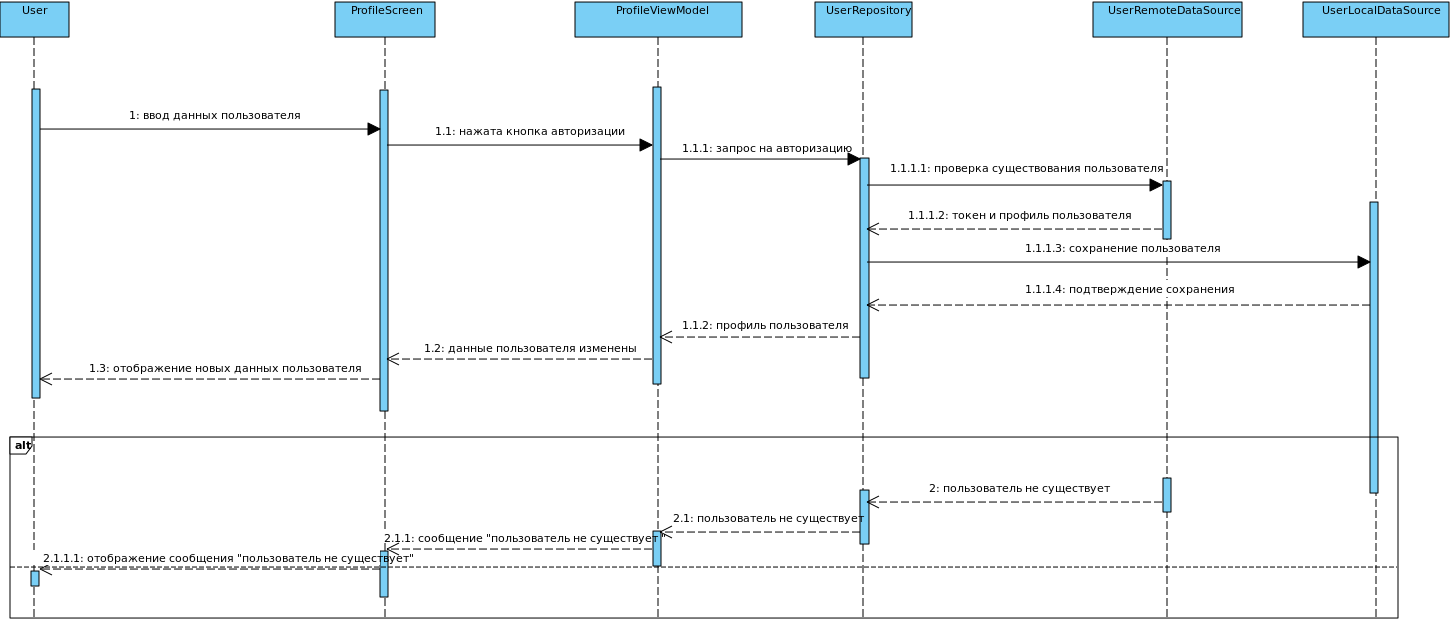 User
ProfileScreen
ProfileViewModel
UserRepository
UserRemoteDataSource
UserLocalDataSource
1: ввод данных пользователя
1.1: нажата кнопка авторизации
1.1.1: запрос на авторизацию
1.1.1.1: проверка существования пользователя
1.1.1.2: токен и профиль пользователя
1.1.1.3: сохранение пользователя
1.1.1.4: подтверждение сохранения
1.1.2: профиль пользователя
1.2: данные пользователя изменены
1.3: отображение новых данных пользователя
alt
2: пользователь не существует
2.1: пользователь не существует
2.1.1: сообщение "пользователь не существует"
2.1.1.1: отображение сообщения "пользователь не существует"